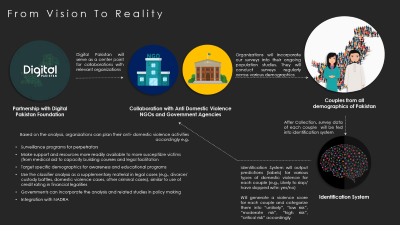 From Vision To Reality
Digital
PAKISTAN
Digital Pakistan will
serve as a center point
for collaborations with
relevant organizations
NGO
Organizations will incorporate
our surveys into their ongoing
population studies. They will
conduct surveys regularly
across various demographics
Partnership with Digital
Pakistan Foundation
Collaboration with Anti Domestic Violence
NGOs and Government Agencies
Couples from all
demographics of Pakistan
After Collection, survey data
of each couple will be fed
into identification system
Based on the analysis, organizations can plan their anti- domestic violence activities
accordingly e.g.
• Surveillance programs for perpetrators
• Make support and resources more readily available to more susceptible victims
(from medical aid to capacity building courses and legal facilitation
• Target specific demographics for awareness and educational programs
• Use the classifier analysis as a supplementary material in legal cases (e.g., divorce/
custody battles, domestic violence cases, other criminal cases), similar to use of
credit rating in financial legalities
• Governments can incorporate the analysis and related studies in policy making
• Integration with NADRA
Identification System will output
predictions (labels) for various
types of domestic violence for
each couple (e.g., likely to slap/
have slapped wife: yes/no)
Will generate a violence score
for each couple and categorize
them into "unlikely", "low risk",
"moderate risk", "high risk",
"critical risk" accordingly
Identification System